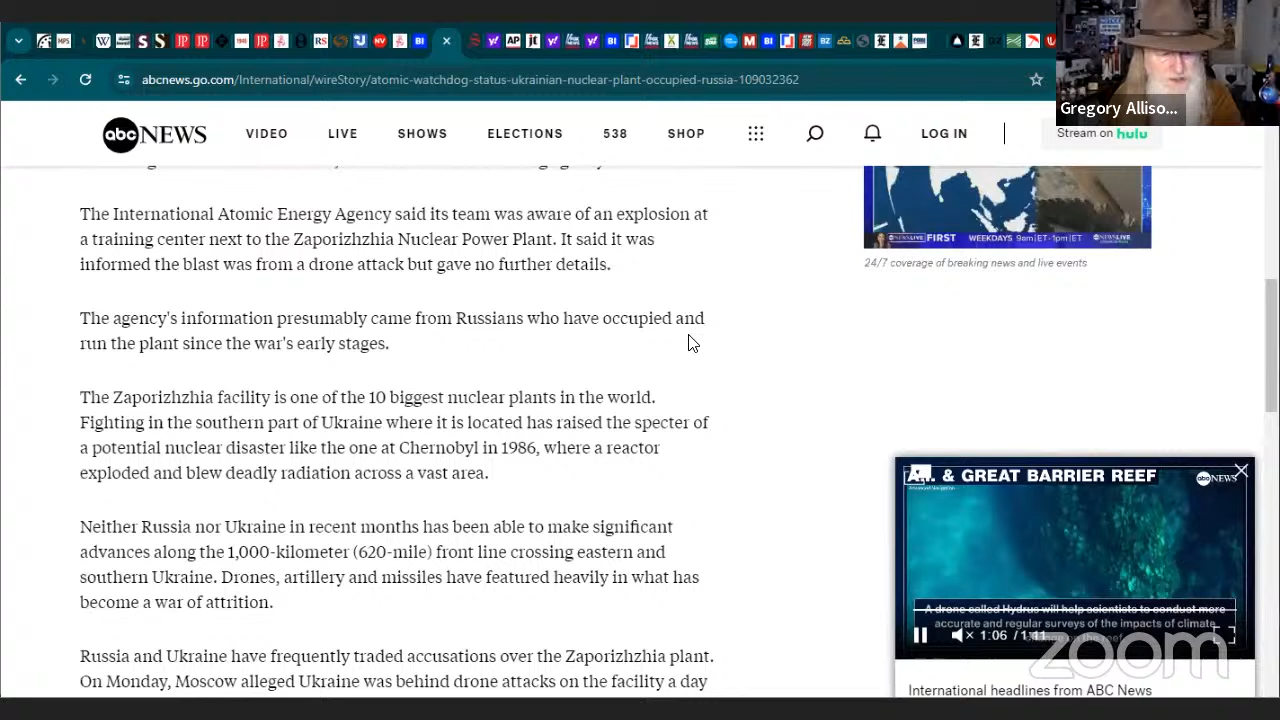 abcnews.go.com/International/wireStory/atomic-watchdog-status-ukrainian-nuclear-plant-occupied-russia-109032362
Gregory Alliso...
abc NEWS VIDEO LIVE SHOWS ELECTIONS 538 SHOP LOG IN Stream on hulu
The International Atomic Energy Agency said its team was aware of an explosion at
a training center next to the Zaporizhzhia Nuclear Power Plant. It said it was
informed the blast was from a drone attack but gave no further details.
The agency's information presumably came from Russians who have occupied and
run the plant since the war's early stages.
The Zaporizhzhia facility is one of the 10 biggest nuclear plants in the world.
Fighting in the southern part of Ukraine where it is located has raised the specter of
a potential nuclear disaster like the one at Chernobyl in 1986, where a reactor
exploded and blew deadly radiation across a vast area.
Neither Russia nor Ukraine in recent months has been able to make significant
advances along the 1,000-kilometer (620-mile) front line crossing eastern and
southern Ukraine. Drones, artillery and missiles have featured heavily in what has
become a war of attrition.
Russia and Ukraine have frequently traded accusations over the Zaporizhzhia plant.
On Monday, Moscow alleged Ukraine was behind drone attacks on the facility a day
FIRST WEEKDAYS 9am|ET-1pm|ET
24/7 coverage of breaking news and live events
A.I. & GREAT BARRIER REEF
abc NEWS
A drone called Hydrus will help scientists to conduct more
accurate and regular surveys of the impacts of climate
change on the reef.
1:06 / 1:41
zoom
International headlines from ABC News